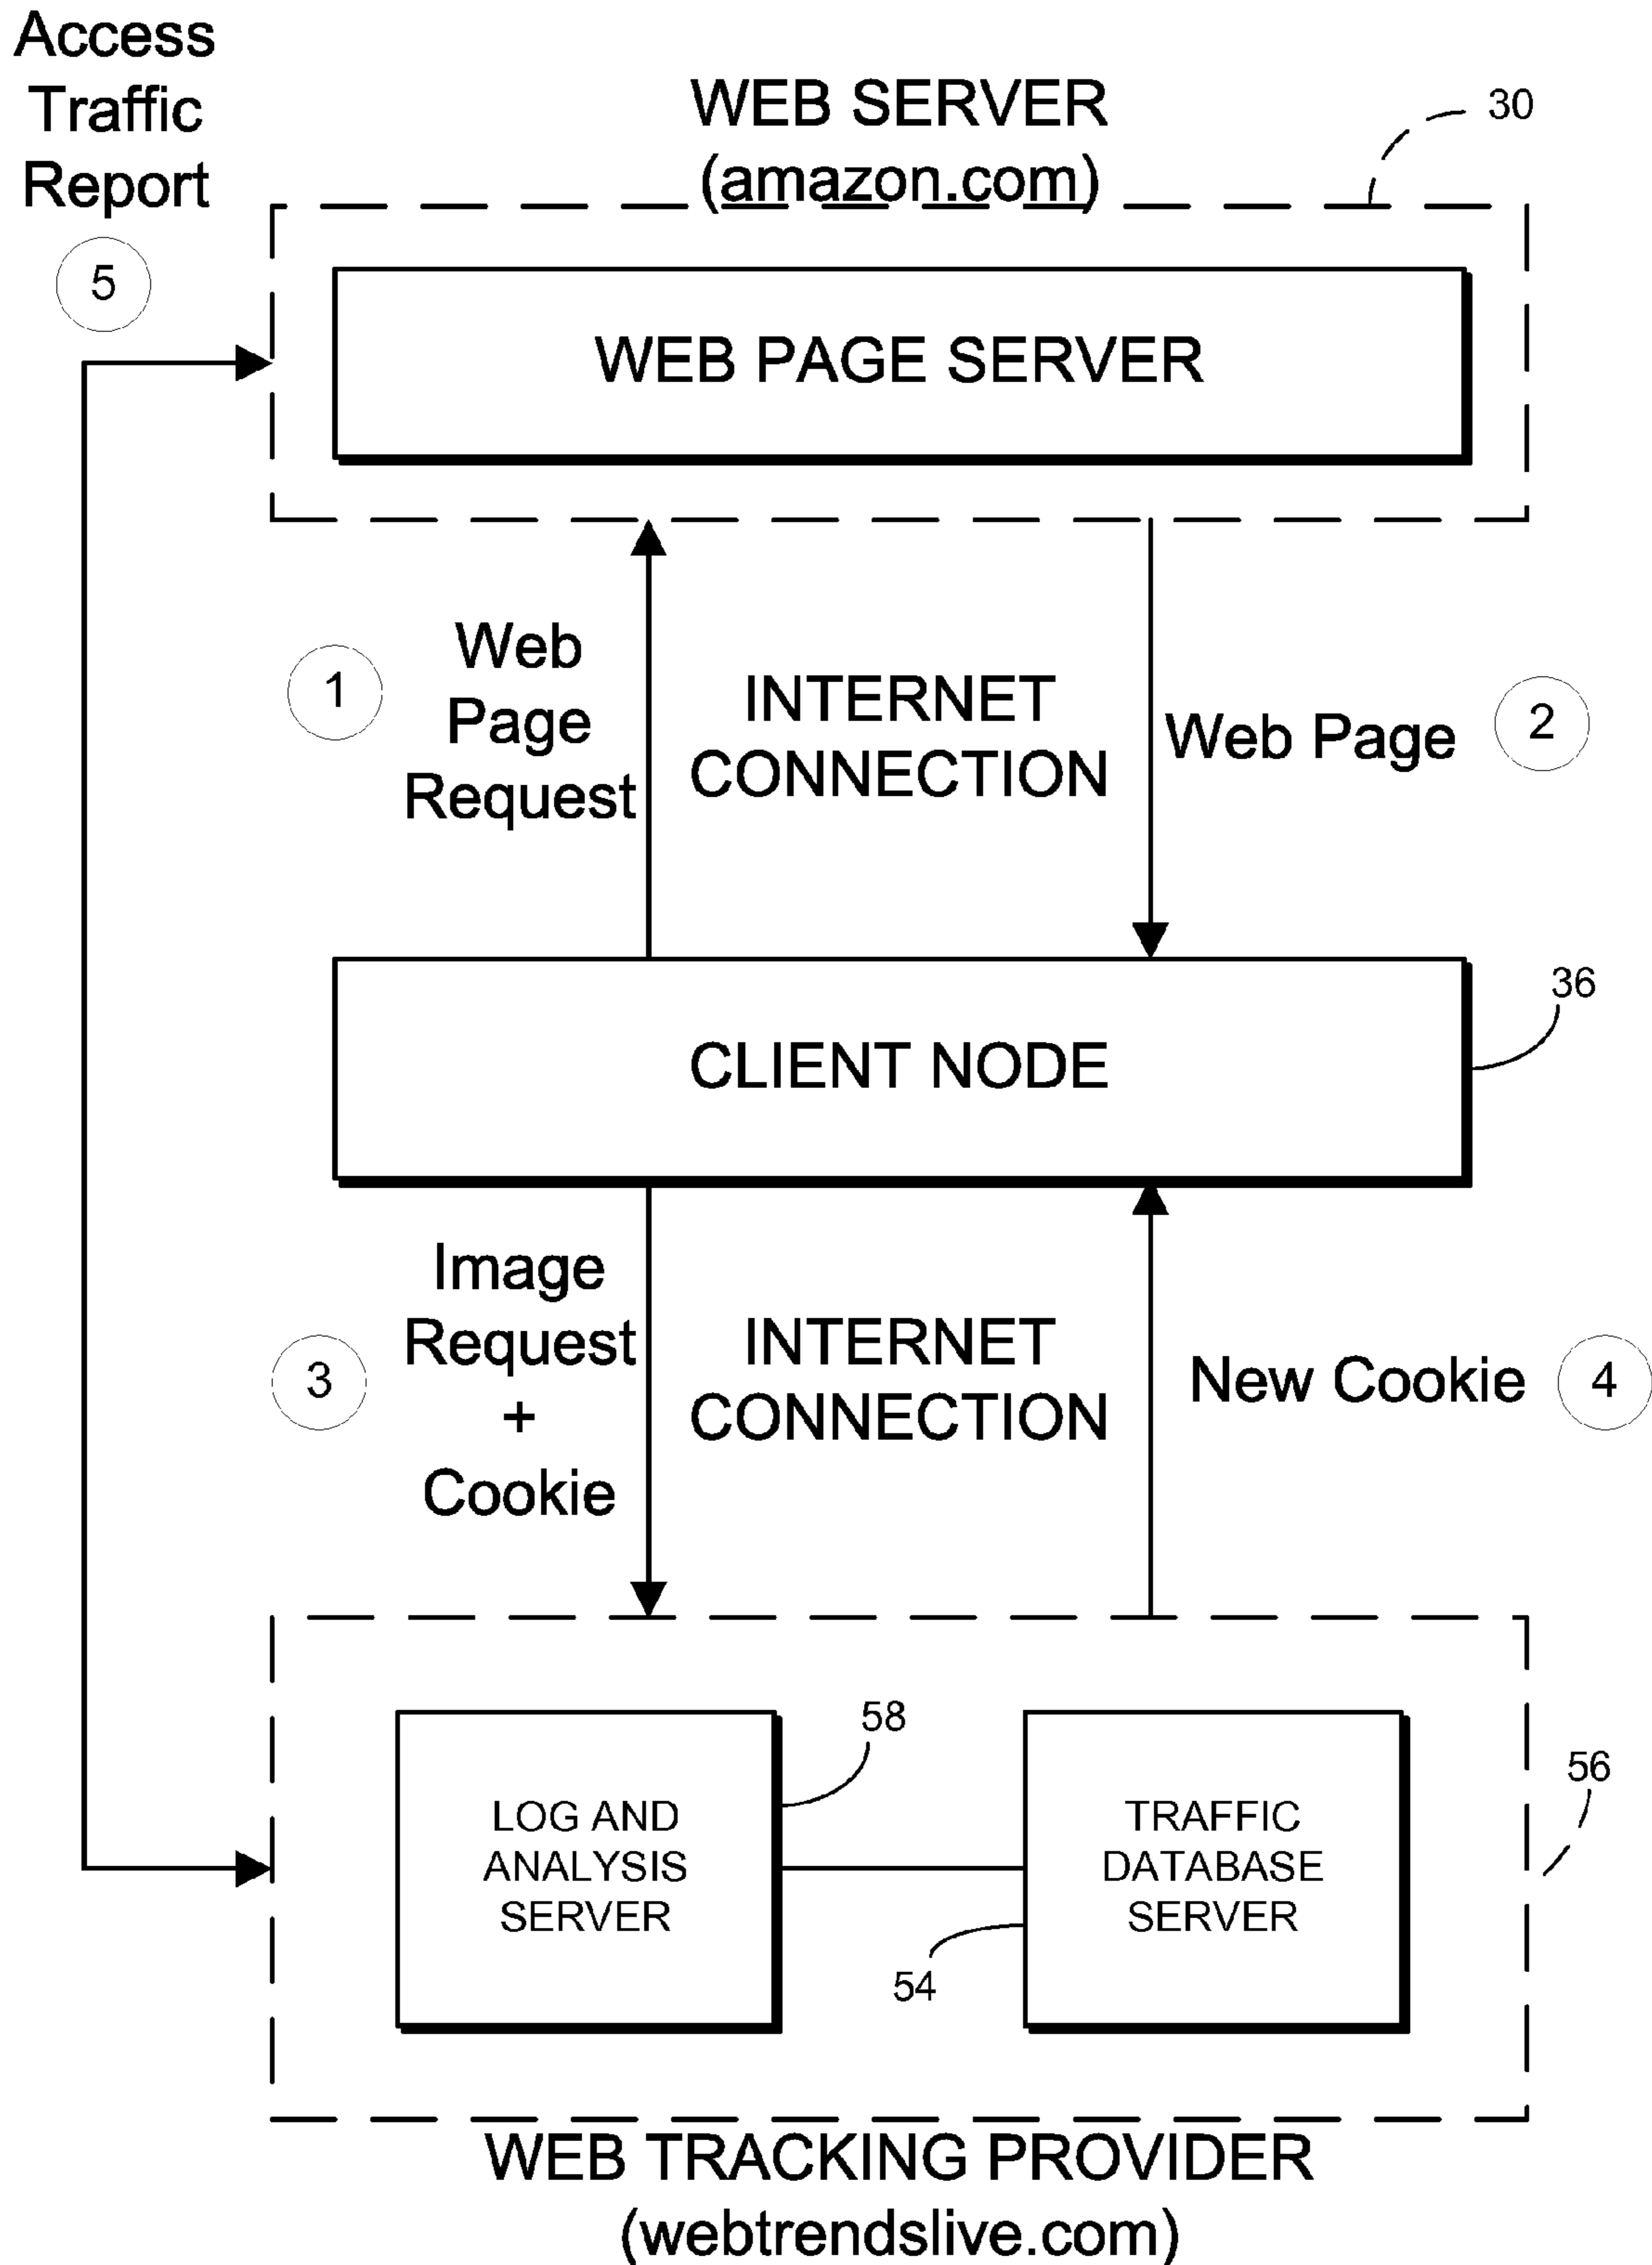 Access
Traffic
Report
5
WEB SERVER
(amazon.com)
30
WEB PAGE SERVER
1
Web
Page
Request
INTERNET
CONNECTION
Web Page
2
CLIENT NODE
36
3
Image
Request
+
Cookie
INTERNET
CONNECTION
New Cookie
4
LOG AND
ANALYSIS
SERVER
58
TRAFFIC
DATABASE
SERVER
54
56
WEB TRACKING PROVIDER
(webtrendslive.com)